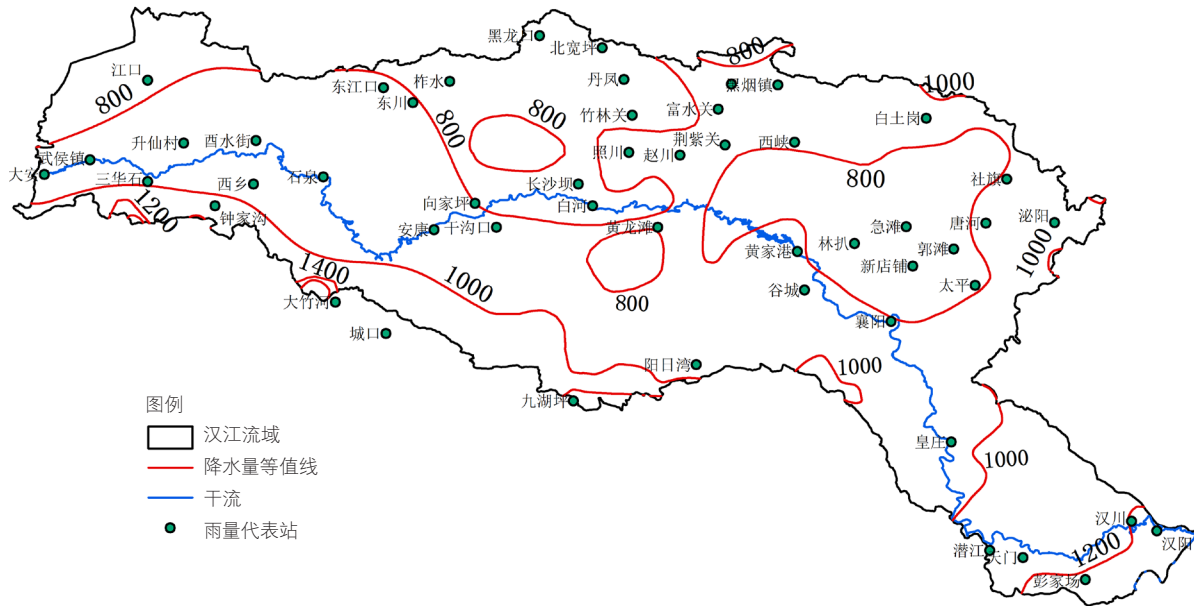 黑龙口
北宽坪
800
江口
东江口
柞水
丹凤
黑烟镇
1000
800
东川
800
800
竹林关
富水关
白土岗
武侯镇
升仙村
酉水街
照川
赵川
荆紫关
西峡
大安
三华石
西乡
石泉
长沙坝
800
社旗
1200
钟家沟
向家坪
白河
安康
干沟口
黄龙滩
黄家港
林扒
急滩
唐河
泌阳
郭滩
新店铺
1000
1400
大竹河
1000
800
谷城
太平
城口
襄阳
阳日湾
1000
九湖坪
图例
汉江流域
降水量等值线
干流
雨量代表站
皇庄
1000
汉川
汉阳
潜江
天门
1200
彭家场